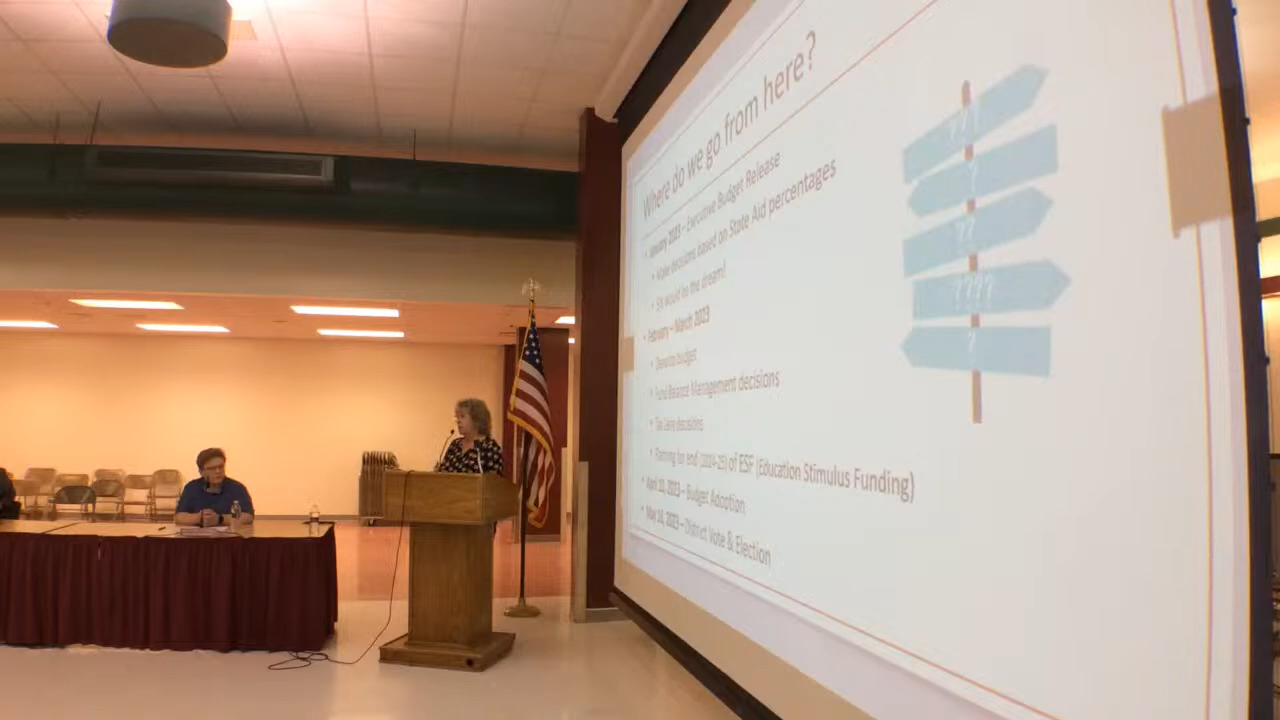 Where do we go from here?
January 2023 – Executive Budget Release
Make decisions based on State Aid percentages
5% would be the dream!
February – March 2023
Develop budget
Fund Balance Management decisions
Tax Levy decisions
Planning for end (2024-25) of ESF (Education Stimulus Funding)
April 2023 – Budget Adoption
May 16, 2023 – District Vote & Election